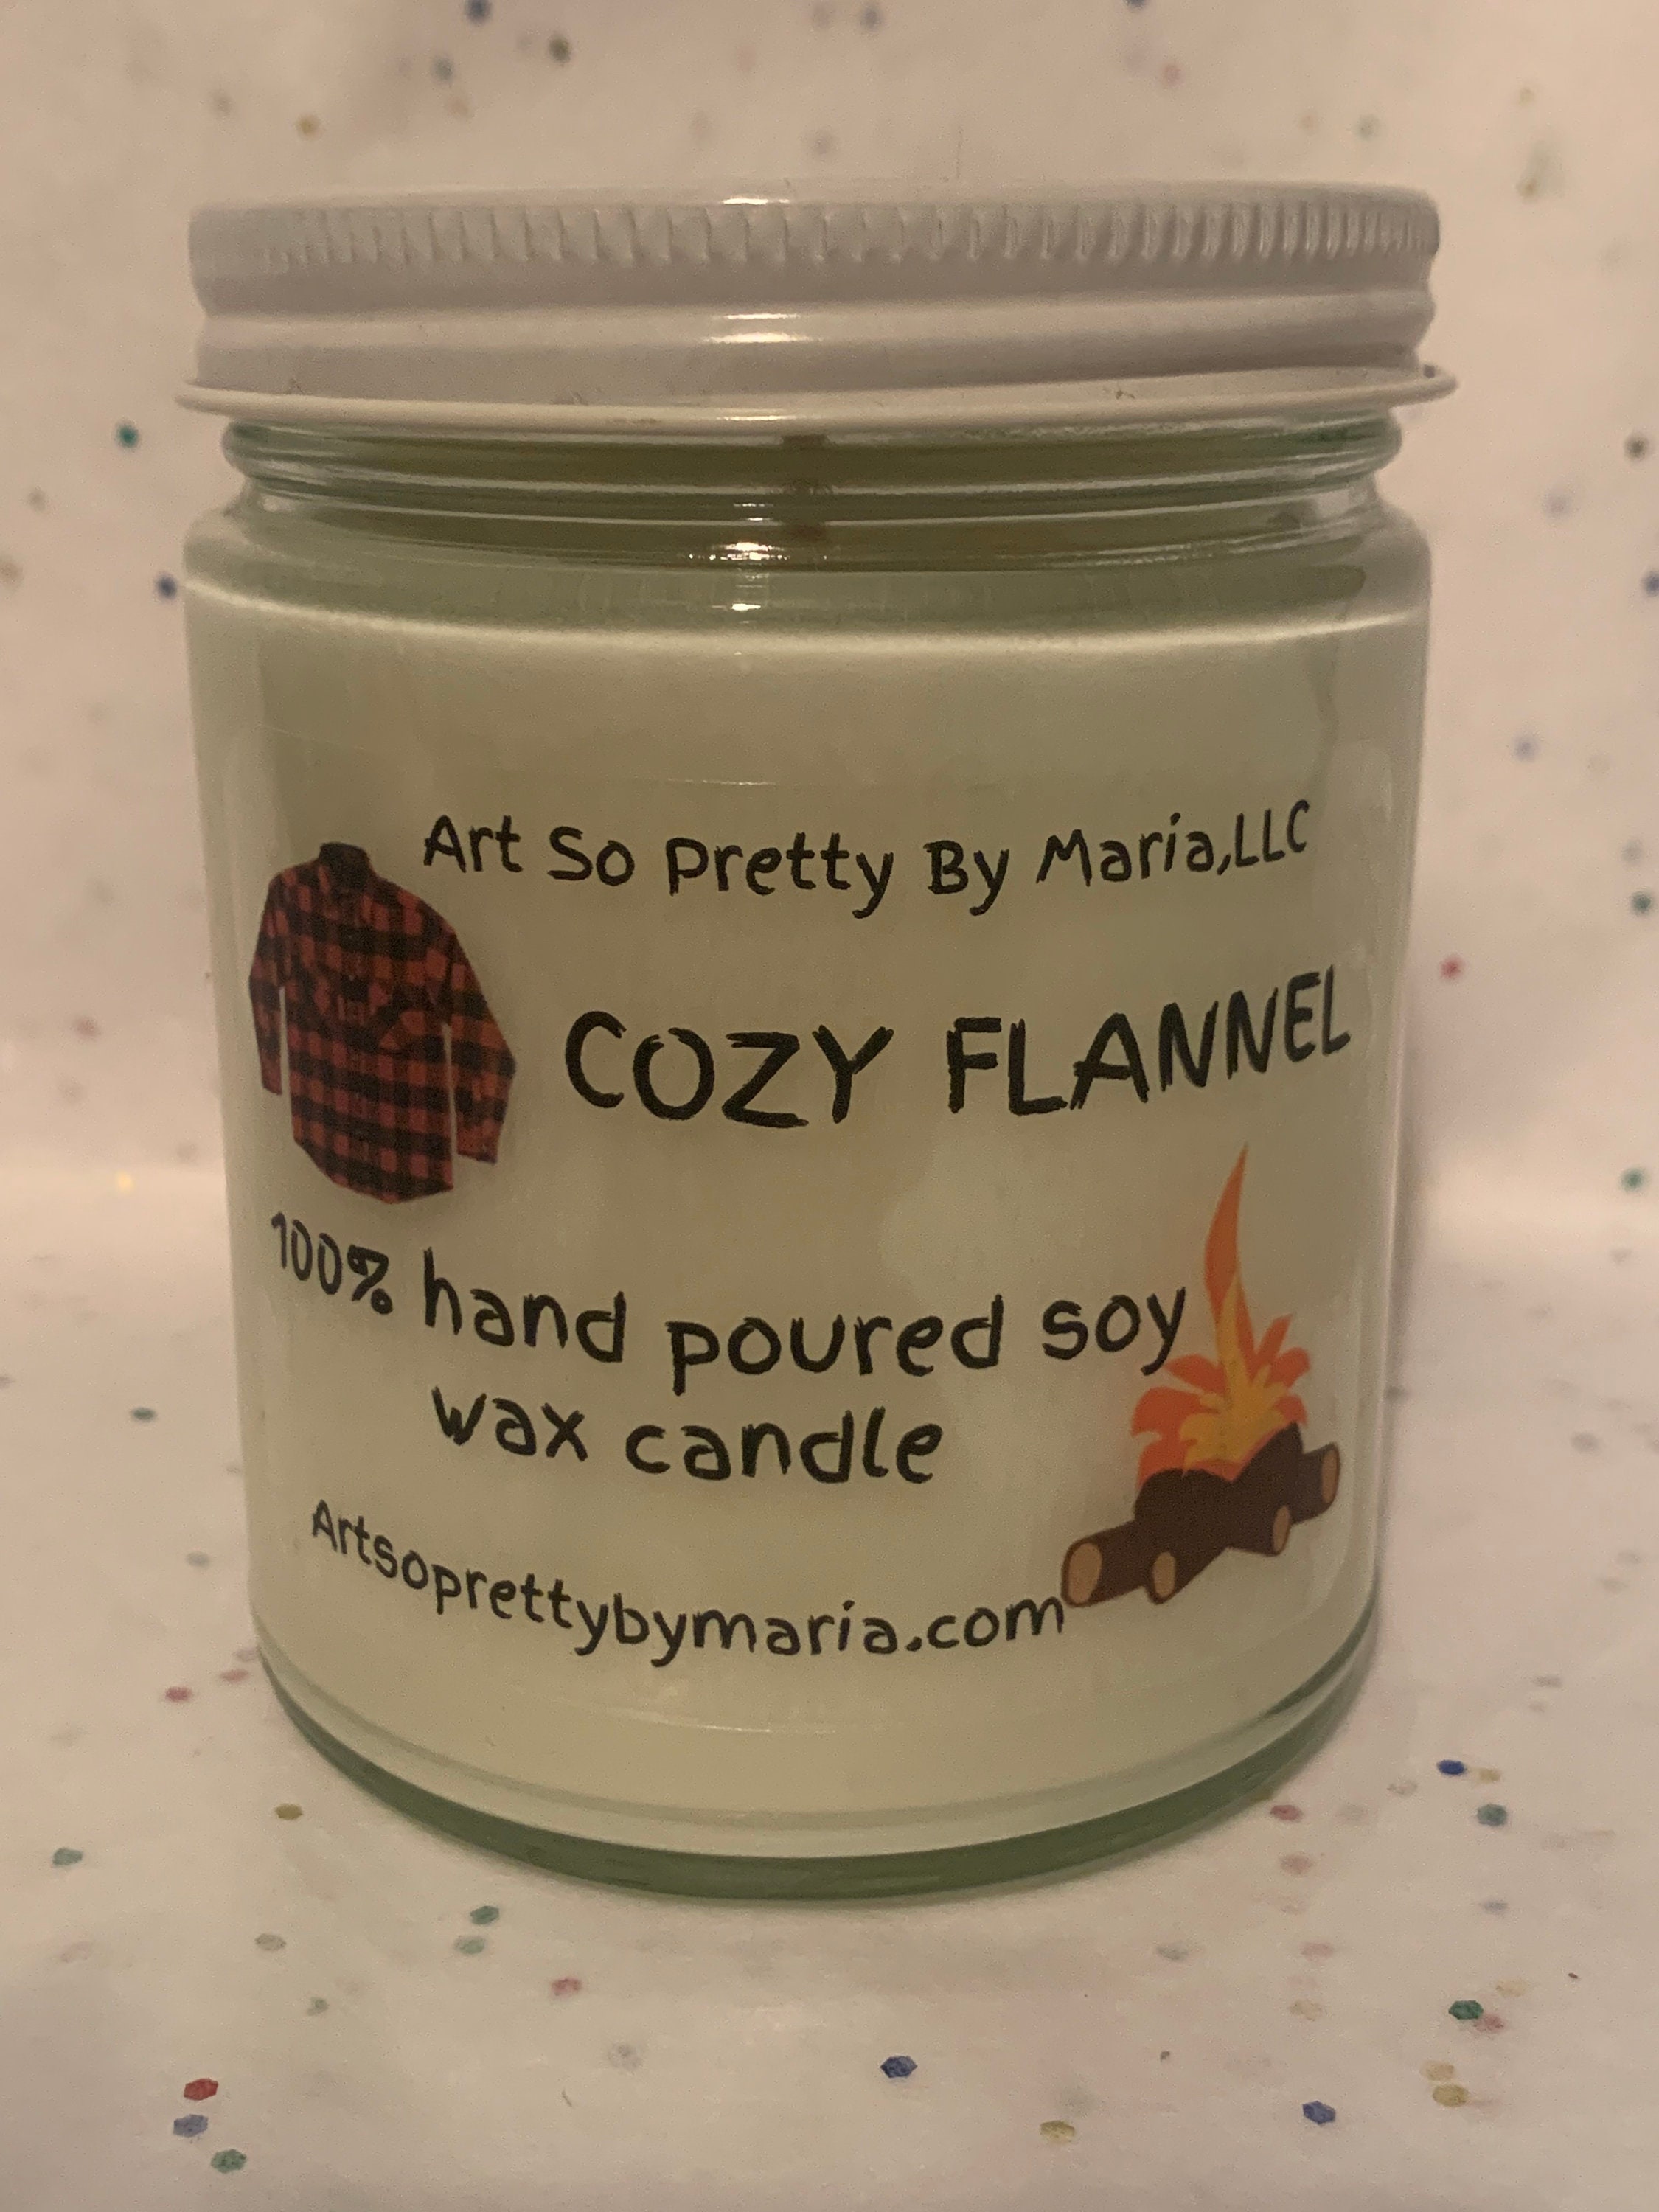 Art So Pretty By Maria,LLC
COZY FLANNEL
100% hand poured soy
wax candle
Artsoprettybymaria.com